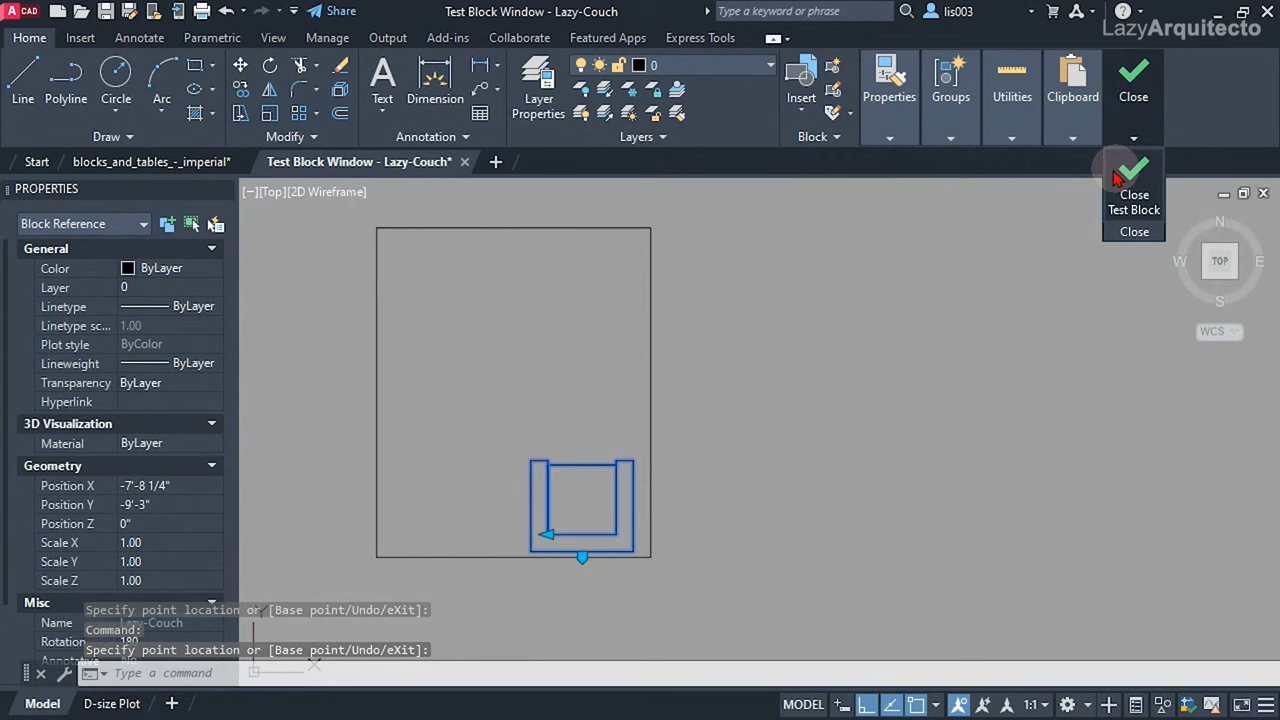 CAD
Share
Test Block Window - Lazy-Couch
Type a keyword or phrase
lis003
LazyArquitecto
Home
Insert
Annotate
Parametric
View
Manage
Output
Add-ins
Collaborate
Featured Apps
Express Tools
Line
Polyline
Circle
Arc
Text
Dimension
Layer
Properties
0
Insert
Properties
Groups
Utilities
Clipboard
Close
Draw
Modify
Annotation
Layers
Block
Start
blocks_and_tables_-_imperial*
Test Block Window - Lazy-Couch*
Close
Test Block
Close
PROPERTIES
[−][Top][2D Wireframe]
Block Reference
N
W
TOP
E
S
WCS
General
Color ByLayer
Layer 0
Linetype ByLayer
Linetype sc... 1.00
Plot style ByColor
Lineweight ByLayer
Transparency ByLayer
Hyperlink
3D Visualization
Material ByLayer
Geometry
Position X -7'-8 1/4"
Position Y -9'-3"
Position Z 0"
Scale X 1.00
Scale Y 1.00
Scale Z 1.00
Misc
Name Lazy-Couch
Rotation 180
Annotative No
Specify point location or [Base point/Undo/eXit]:
Command:
Specify point location or [Base point/Undo/eXit]:
Type a command
Model
D-size Plot
MODEL
1:1